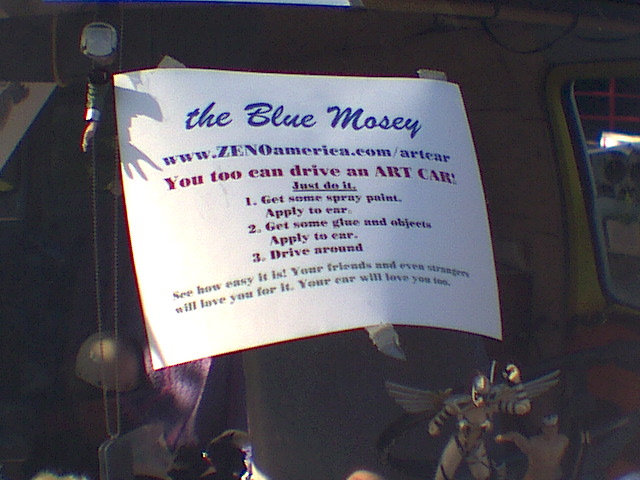 the Blue Mosey
www.ZENOamerica.com/artcar
You too can drive an ART CAR!
Just do it.
1. Get some spray paint.
Apply to car.
2. Get some glue and objects
Apply to car.
3. Drive around
See how easy it is! Your friends and even strangers
will love you for it. Your car will love you too.